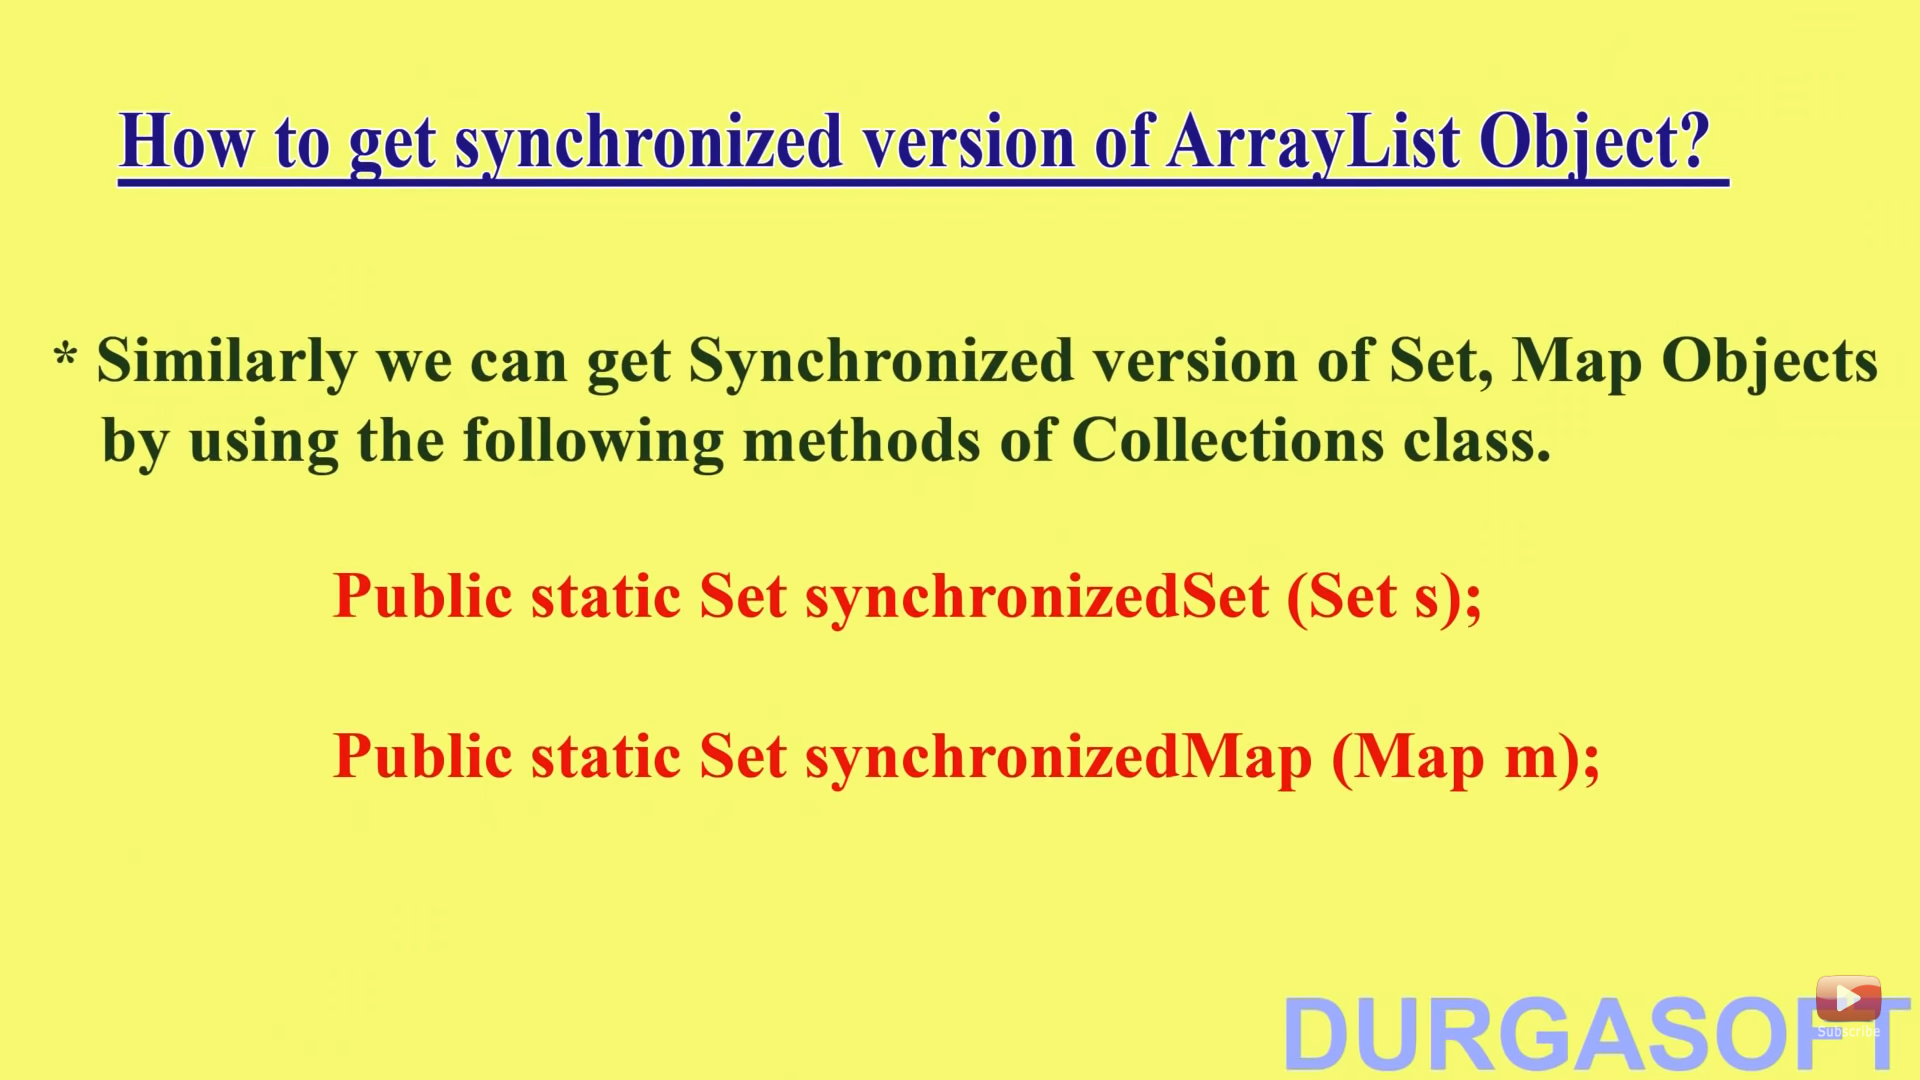 How to get synchronized version of ArrayList Object?
* Similarly we can get Synchronized version of Set, Map Objects
by using the following methods of Collections class.
Public static Set synchronizedSet (Set s);
Public static Set synchronizedMap (Map m);
DURGASOFT
Subscribe